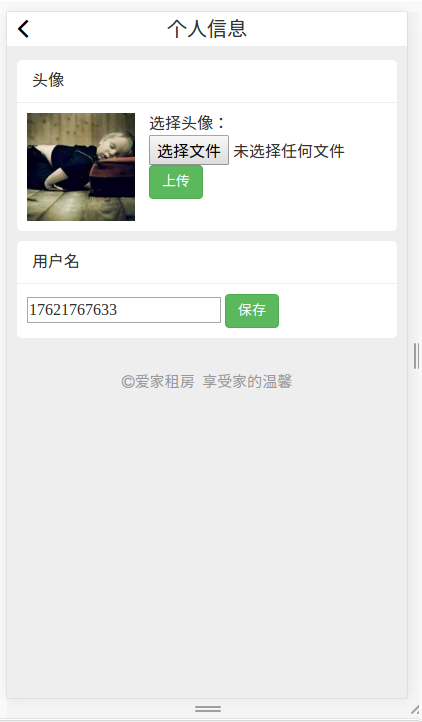 个人信息
头像
选择头像：
选择文件 未选择任何文件
上传
用户名
17621767633 保存
©爱家租房 享受家的温馨